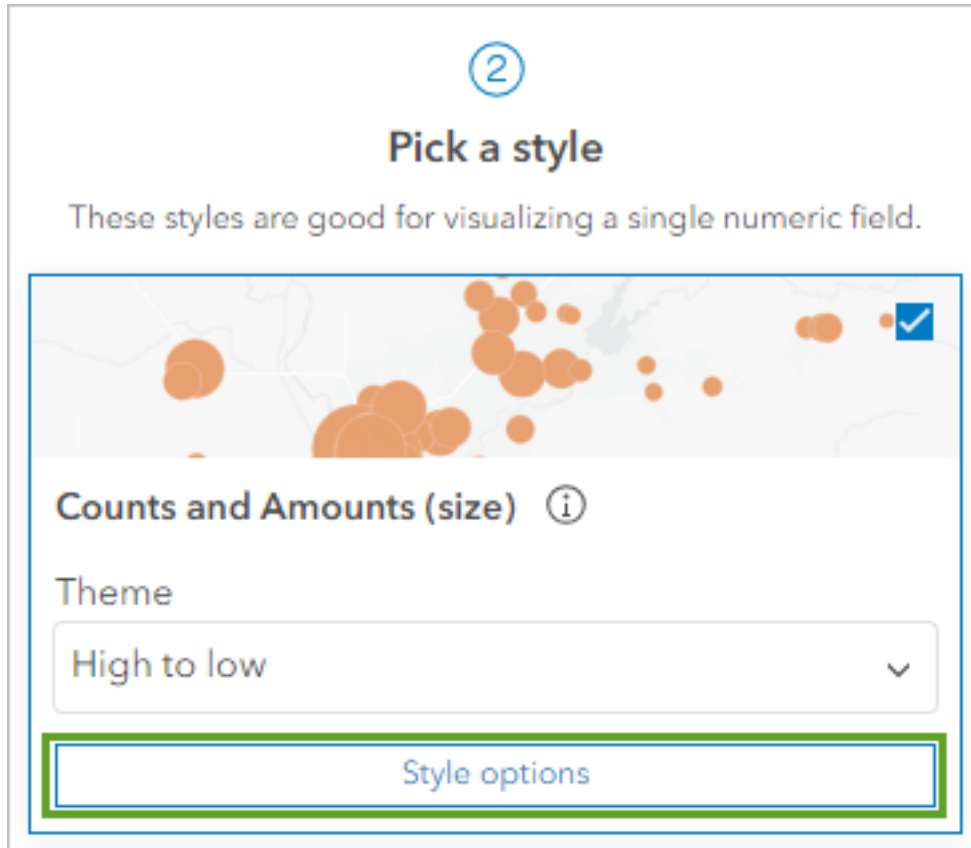 2
Pick a style
These styles are good for visualizing a single numeric field.
Counts and Amounts (size)
Theme
High to low
Style options